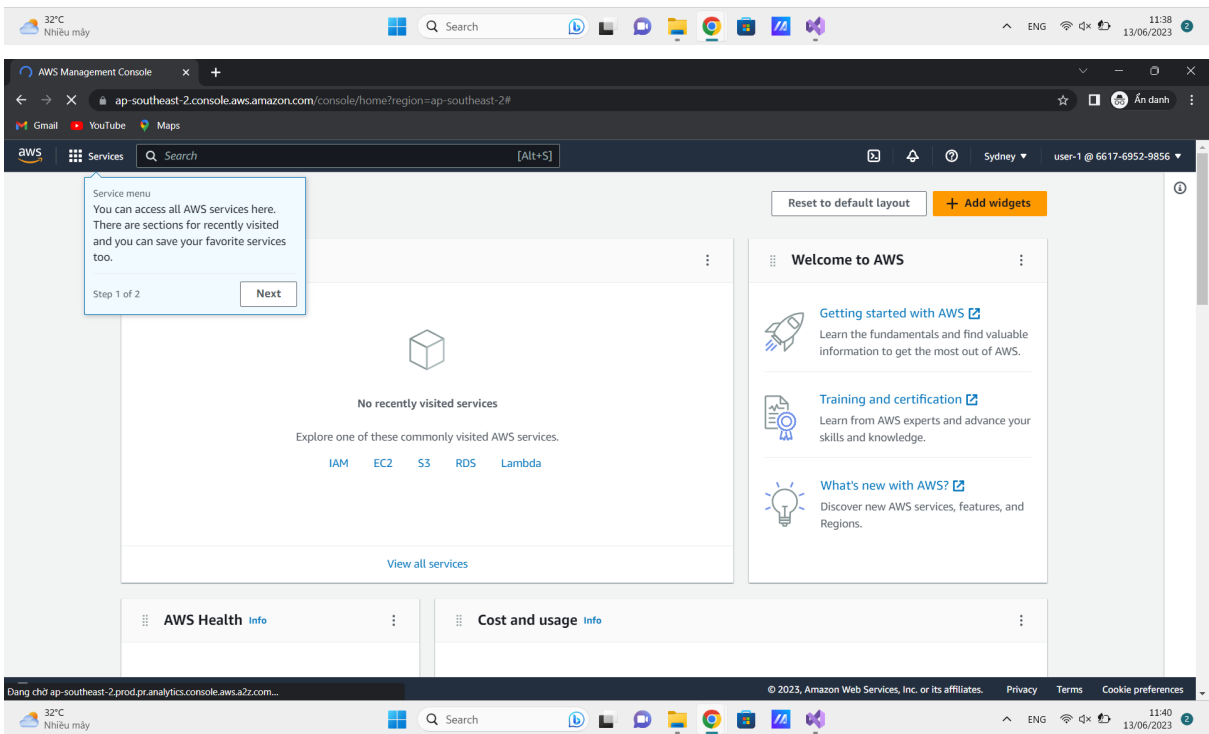 32°C
Nhiều mây
Search
ENG
11:38
13/06/2023
2
AWS Management Console
ap-southeast-2.console.aws.amazon.com/console/home?region=ap-southeast-2#
Ẩn danh
Gmail
YouTube
Maps
aws
Services
Search
[Alt+S]
Sydney
user-1 @ 6617-6952-9856
Service menu
You can access all AWS services here.
There are sections for recently visited
and you can save your favorite services
too.
Step 1 of 2
Next
Reset to default layout
+ Add widgets
No recently visited services
Explore one of these commonly visited AWS services.
IAM EC2 S3 RDS Lambda
View all services
Welcome to AWS
Getting started with AWS
Learn the fundamentals and find valuable
information to get the most out of AWS.
Training and certification
Learn from AWS experts and advance your
skills and knowledge.
What's new with AWS?
Discover new AWS services, features, and
Regions.
AWS Health Info
Cost and usage Info
Đang chờ ap-southeast-2.prod.pr.analytics.console.aws.a2z.com...
© 2023, Amazon Web Services, Inc. or its affiliates.
Privacy
Terms
Cookie preferences
32°C
Nhiều mây
Search
ENG
11:40
13/06/2023
2